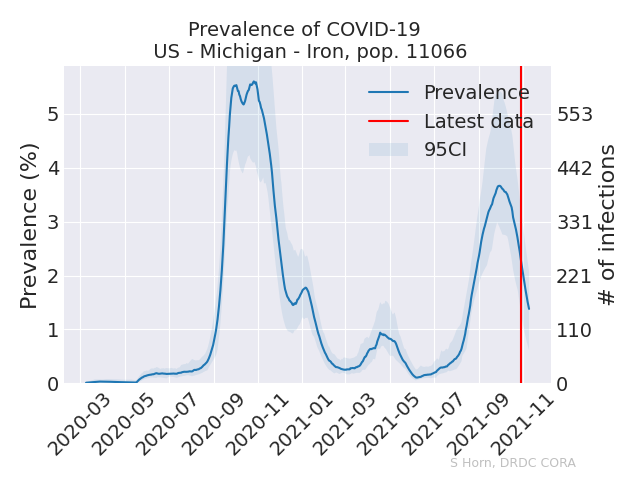 Prevalence of COVID-19
US - Michigan - Iron, pop. 11066
Prevalence (%)
5
4
3
2
1
0
Prevalence
Latest data
95CI
553
442
331
221
110
0
# of infections
2020-03
2020-05
2020-07
2020-09
2020-11
2021-01
2021-03
2021-05
2021-07
2021-09
2021-11
S Horn, DRDC CORA